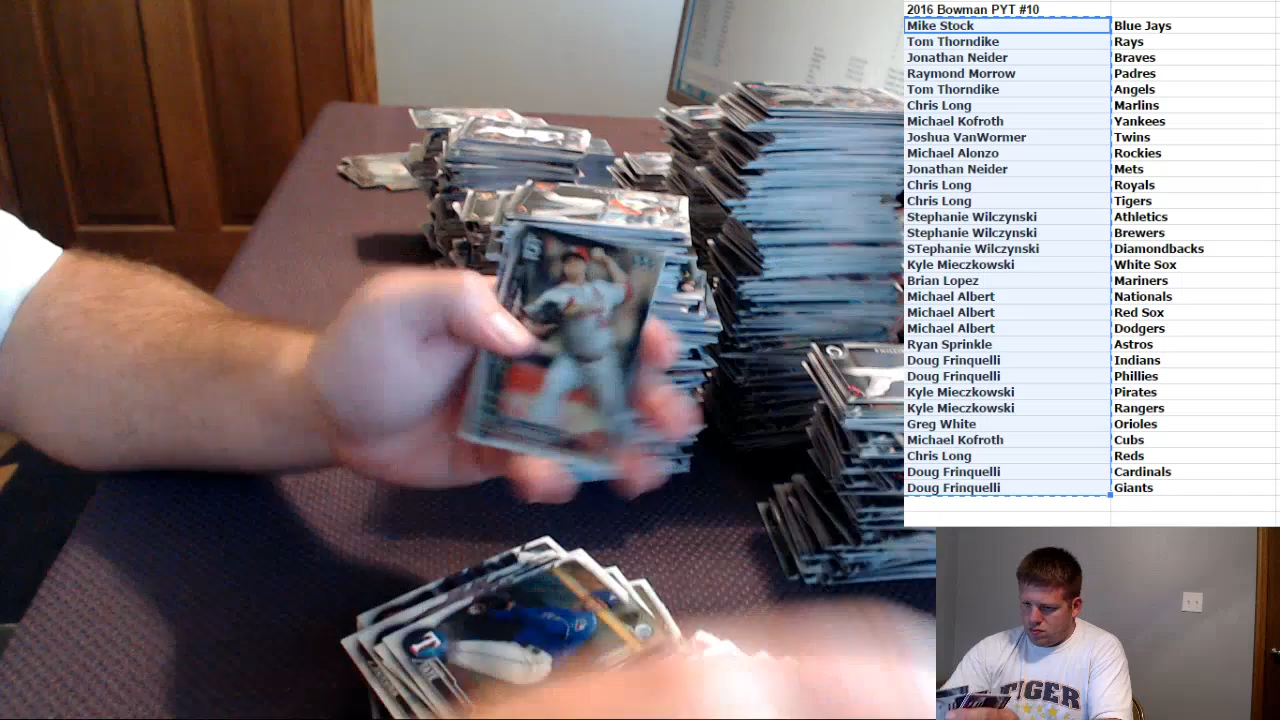 2016 Bowman PYT #10
Mike Stock Blue Jays
Tom Thorndike Rays
Jonathan Neider Braves
Raymond Morrow Padres
Tom Thorndike Angels
Chris Long Marlins
Michael Kofroth Yankees
Joshua VanWormer Twins
Michael Alonzo Rockies
Jonathan Neider Mets
Chris Long Royals
Chris Long Tigers
Stephanie Wilczynski Athletics
Stephanie Wilczynski Brewers
STephanie Wilczynski Diamondbacks
Kyle Mieczkowski White Sox
Brian Lopez Mariners
Michael Albert Nationals
Michael Albert Red Sox
Michael Albert Dodgers
Ryan Sprinkle Astros
Doug Frinquelli Indians
Doug Frinquelli Phillies
Kyle Mieczkowski Pirates
Kyle Mieczkowski Rangers
Greg White Orioles
Michael Kofroth Cubs
Chris Long Reds
Doug Frinquelli Cardinals
Doug Frinquelli Giants
TIGER